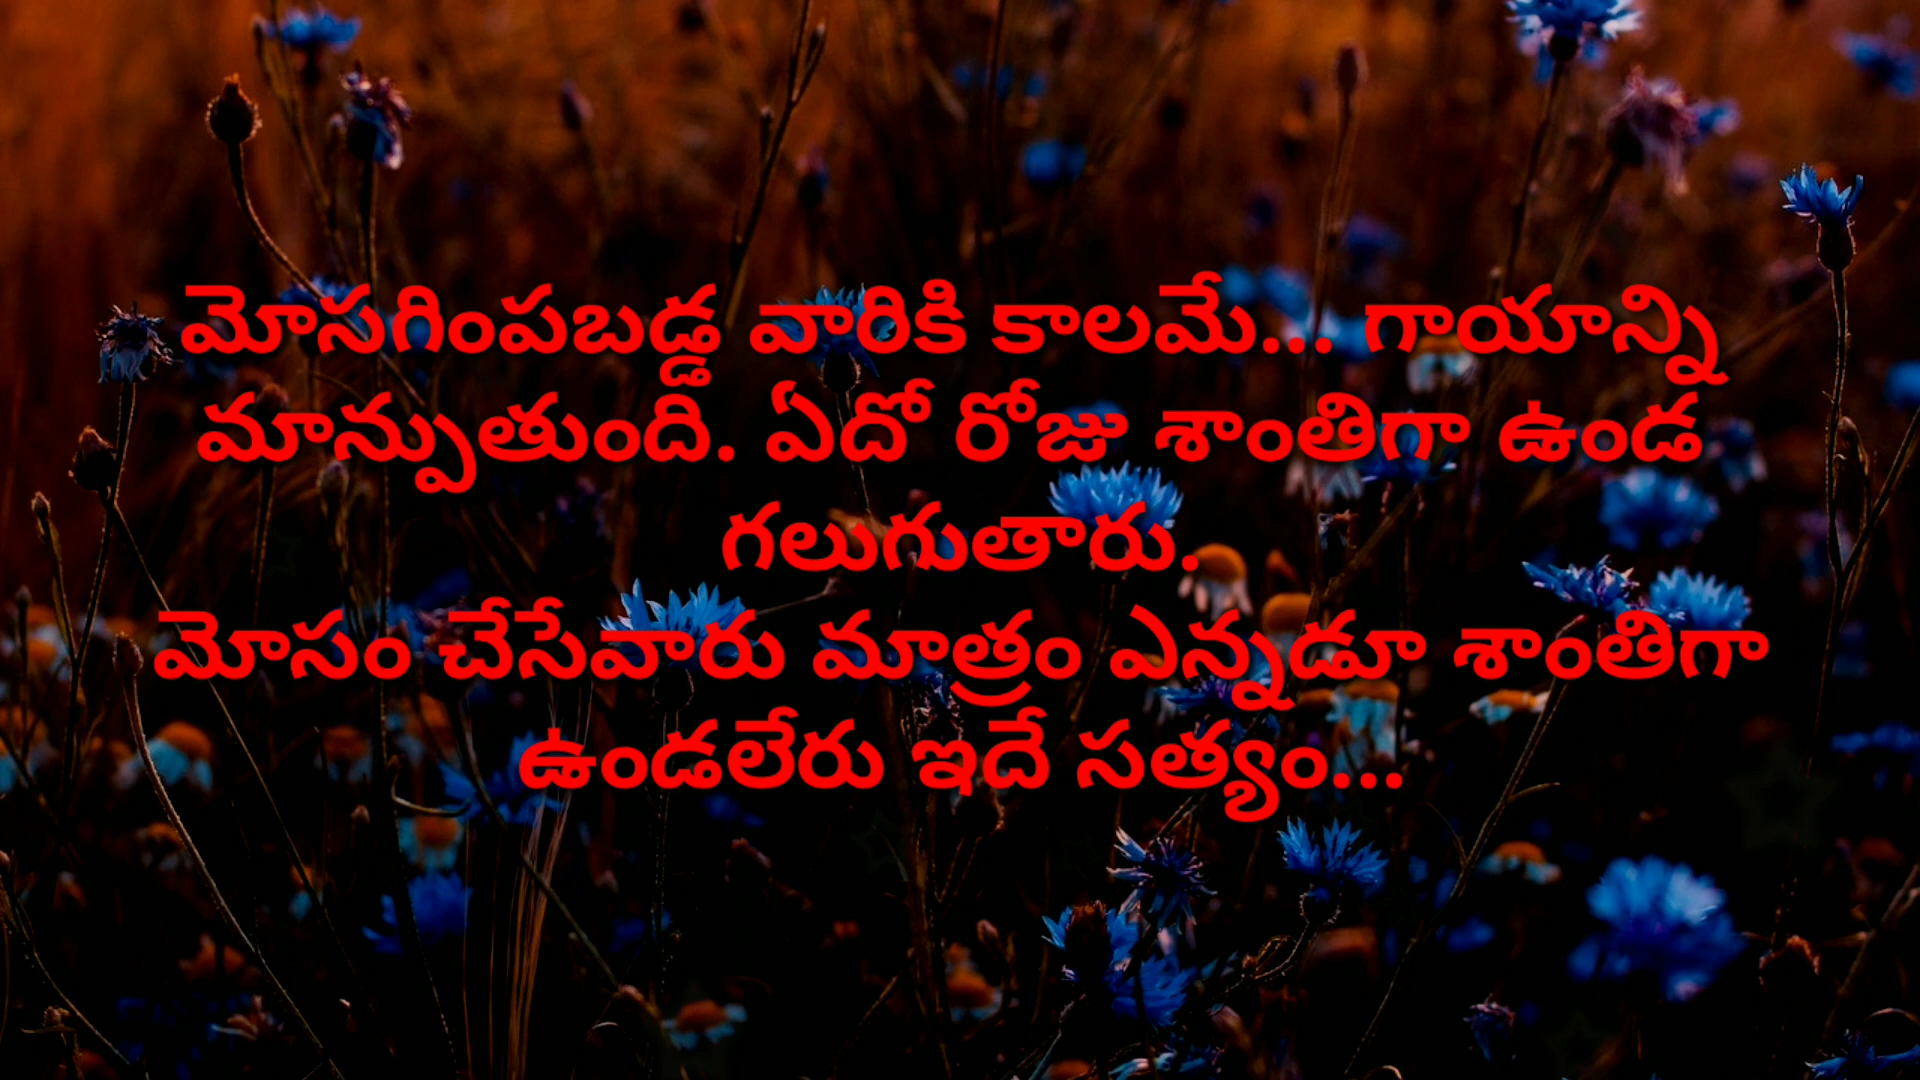 మోసగింపబడ్డ వారికి కాలమే... గాయాన్ని
మాన్పుతుంది. ఏదో రోజు శాంతిగా ఉండ
గలుగుతారు.
మోసం చేసేవారు మాత్రం ఎన్నడూ శాంతిగా
ఉండలేరు ఇదే సత్యం...